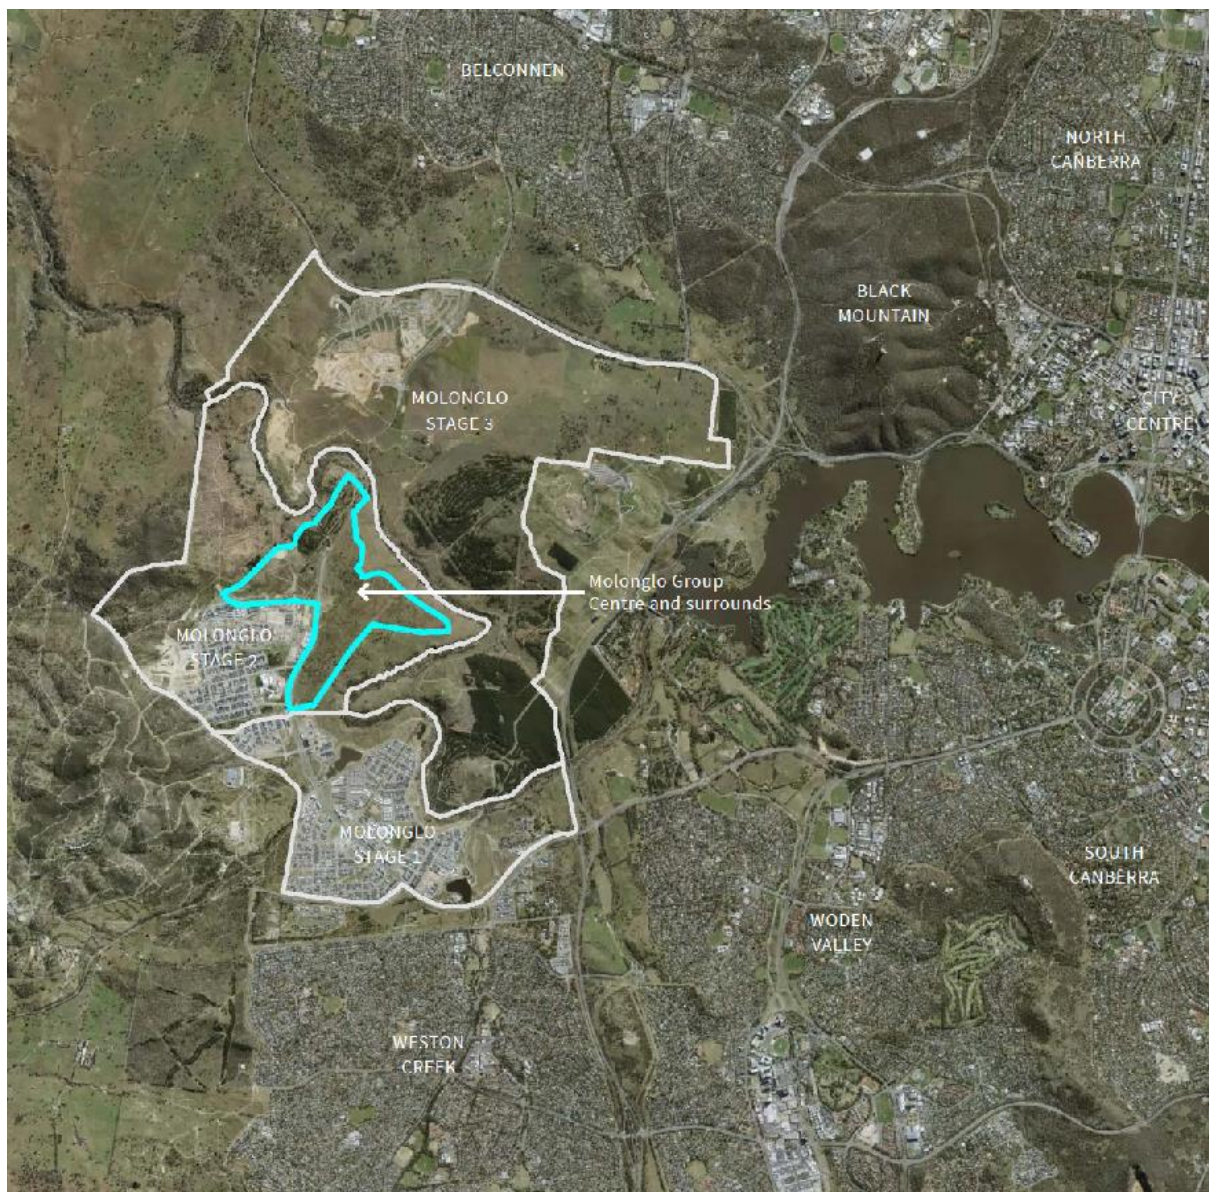 BELCONNEN
NORTH
CANBERRA
BLACK
MOUNTAIN
MOLONGLO
STAGE 3
CITY
CENTRE
Molonglo Group
Centre and surrounds
MOLONGLO
STAGE 2
MOLONGLO
STAGE 1
SOUTH
CANBERRA
WODEN
VALLEY
WESTON
CREEK